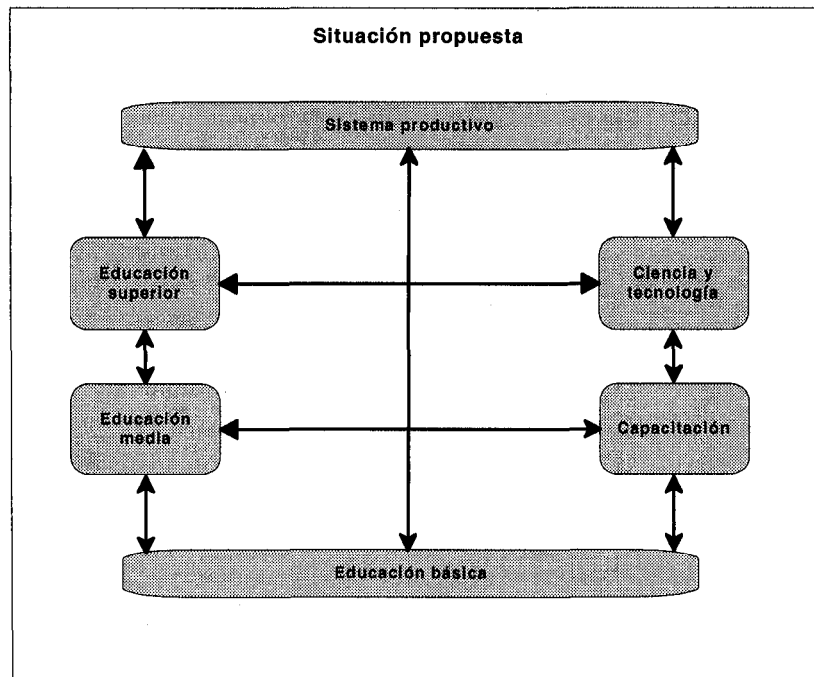 Situación propuesta
Sistema productivo
Educación
superior
Ciencia y
tecnología
Educación
media
Capacitación
Educación básica